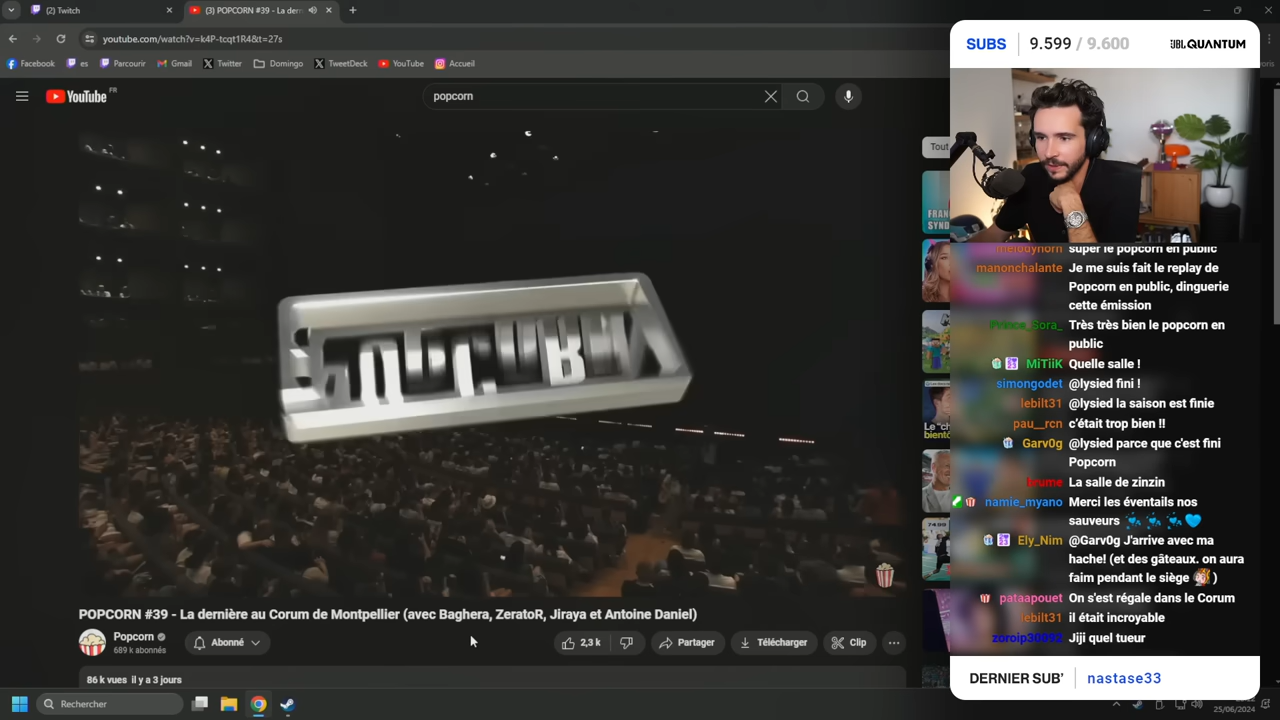 (2) Twitch
(3) POPCORN #39 - La dern
youtube.com/watch?v=k4P-tcqt1R4&t=27s
Facebook
es
Parcourir
Gmail
Twitter
Domingo
TweetDeck
YouTube
Accueil
YouTube FR
popcorn
Tout
POPCORN #39 - La dernière au Corum de Montpellier (avec Baghera, ZeratoR, Jiraya et Antoine Daniel)
Popcorn
689 k abonnés
Abonné
2,3 k
Partager
Télécharger
Clip
86 k vues il y a 3 jours
SUBS 9.599 / 9.600
JBL QUANTUM
melodyhorn super le popcorn en public
manonchalante Je me suis fait le replay de
Popcorn en public, dinguerie
cette émission
Prince_Sora_ Très très bien le popcorn en
public
MiTiiK Quelle salle !
simongodet @lysied fini !
lebilt31 @lysied la saison est finie
pau__rcn c'était trop bien !!
Garv0g @lysied parce que c'est fini
Popcorn
brume La salle de zinzin
namie_myano Merci les éventails nos
sauveurs
Ely_Nim @Garv0g J'arrive avec ma
hache! (et des gâteaux. on aura
faim pendant le siège )
pataapouet On s'est régale dans le Corum
lebilt31 il était incroyable
zoroip30892 Jiji quel tueur
DERNIER SUB' nastase33
Rechercher
25/06/2024